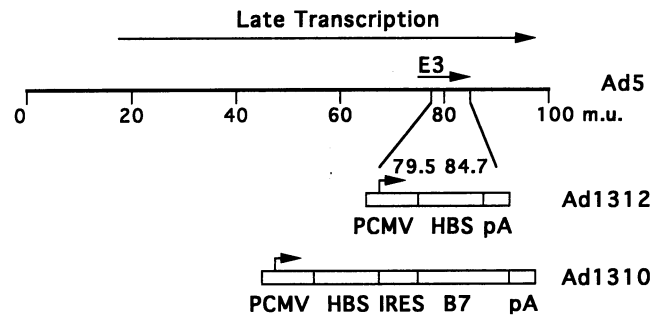 Late Transcription
E3
Ad5
0 20 40 60 80 100 m.u.
79.5 84.7
Ad1312
PCMV HBS pA
Ad1310
PCMV HBS IRES B7 pA